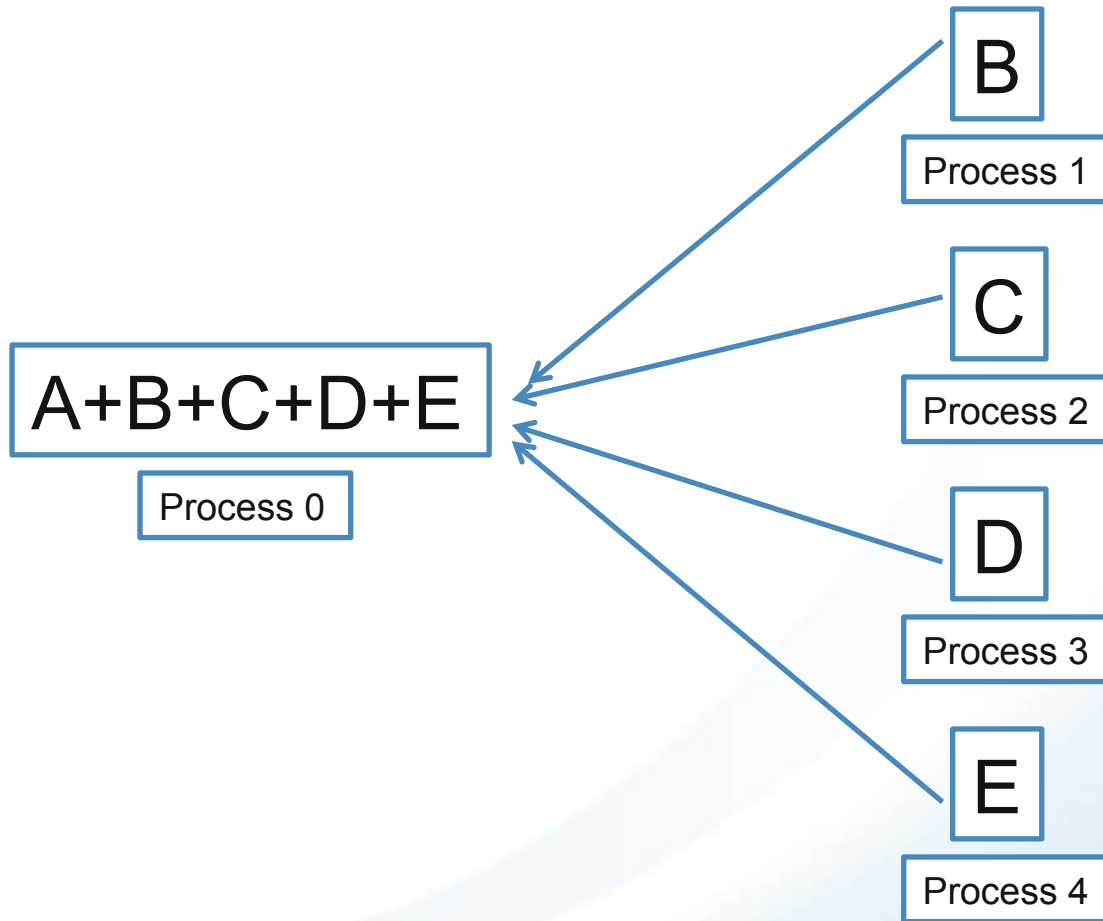 B
Process 1
C
Process 2
A+B+C+D+E
Process 0
D
Process 3
E
Process 4